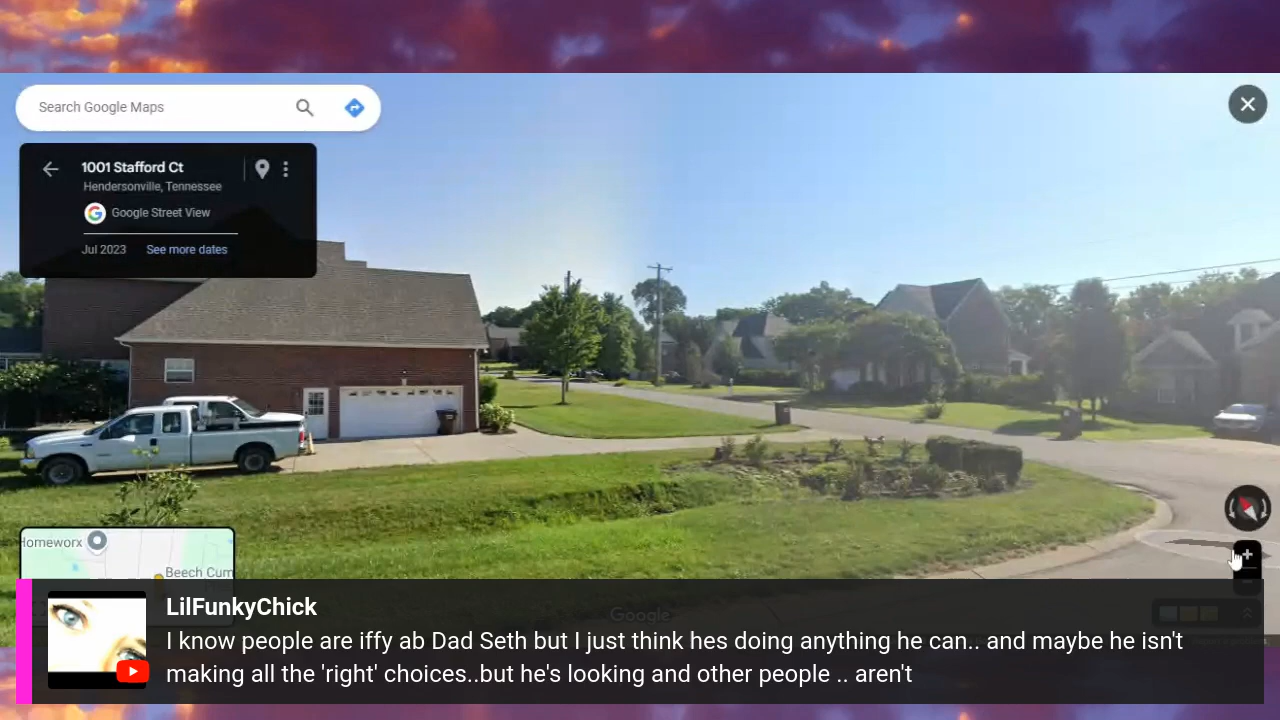 Search Google Maps
1001 Stafford Ct
Hendersonville, Tennessee
Google Street View
Jul 2023 See more dates
Homeworx
Beech Cum
Google
LilFunkyChick
I know people are iffy ab Dad Seth but I just think hes doing anything he can.. and maybe he isn't
making all the 'right' choices..but he's looking and other people .. aren't